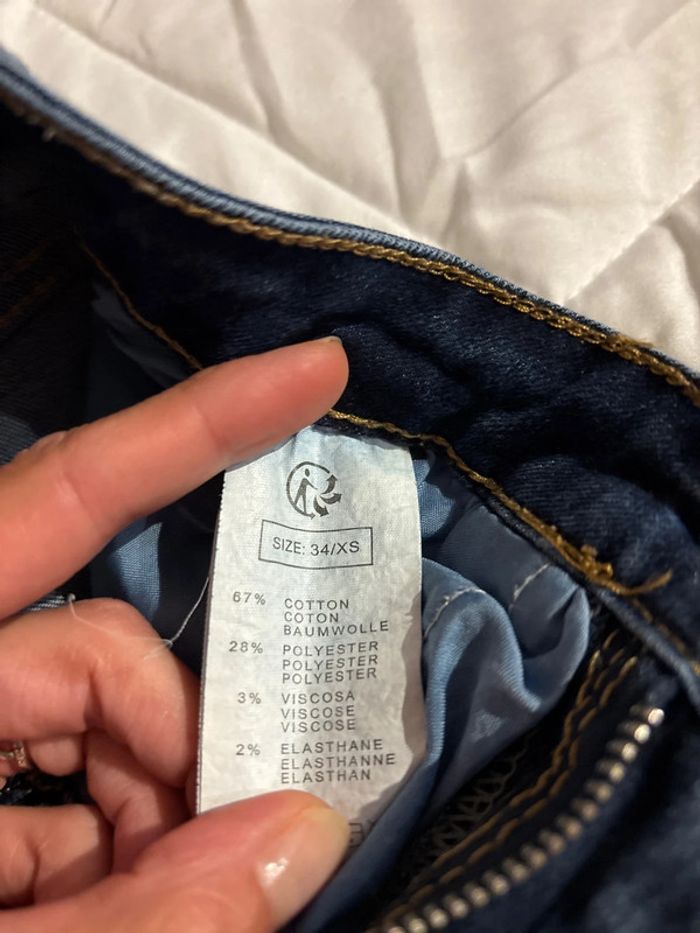 SIZE: 34/XS
67% COTTON
COTON
BAUMWOLLE
28% POLYESTER
POLYESTER
POLYESTER
3% VISCOSA
VISCOSE
VISCOSE
2% ELASTHANE
ELASTHANNE
ELASTHAN